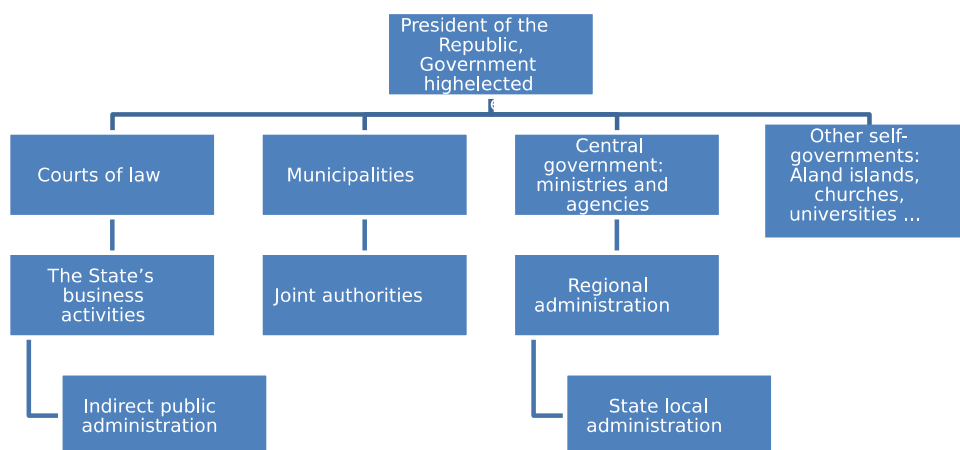 President of the
Republic,
Government
highelected
Courts of law
Municipalities
Central
government:
ministries and
agencies
Other self-
governments:
Aland islands,
churches,
universities ...
The State’s
business
activities
Joint authorities
Regional
administration
Indirect public
administration
State local
administration